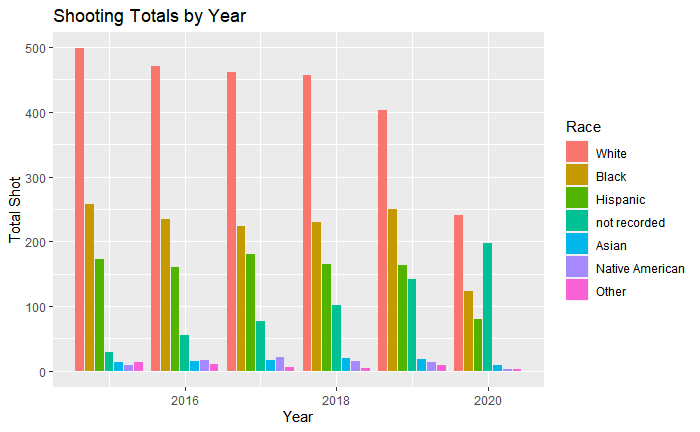 Shooting Totals by Year
500
400
300
200
100
0
Total Shot
2016
2018
2020
Year
Race
White
Black
Hispanic
not recorded
Asian
Native American
Other